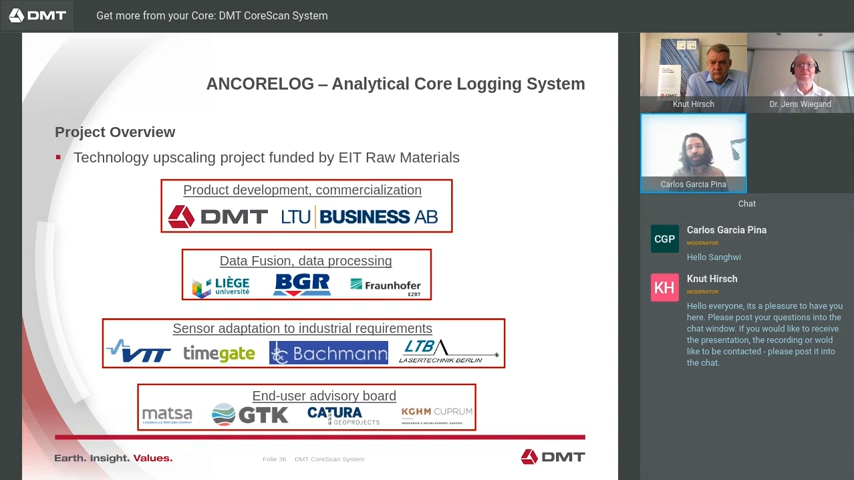 DMT
Get more from your Core: DMT CoreScan System
ANCORELOG – Analytical Core Logging System
Project Overview
Technology upscaling project funded by EIT Raw Materials
Product development, commercialization
DMT LTU BUSINESS AB
Data Fusion, data processing
LIÈGE université BGR Fraunhofer
EZRT
Sensor adaptation to industrial requirements
VTT timegate Bachmann LTB
LASERTECHNIK BERLIN
End-user advisory board
matsa GTK CATURA GEOPROJECTS KGHM CUPRUM
Earth. Insight. Values.
Folie 36 DMT CoreScan System
DMT
Knut Hirsch
Dr. Jens Wiegand
Carlos Garcia Pina
Chat
CGP
Carlos Garcia Pina
MODERATOR
Hello Sanghwi
KH
Knut Hirsch
MODERATOR
Hello everyone, its a pleasure to have you
here. Please post your questions into the
chat window. If you would like to receive
the presentation, the recording or wold
like to be contacted - please post it into
the chat.